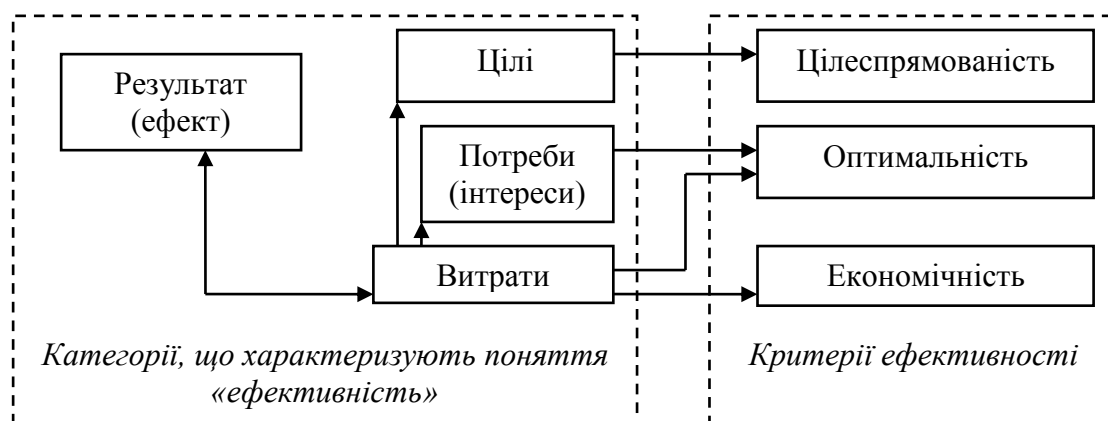 Результат
(ефект)
Цілі
Потреби
(інтереси)
Витрати
Категорії, що характеризують поняття
«ефективність»
Цілеспрямованість
Оптимальність
Економічність
Критерії ефективності